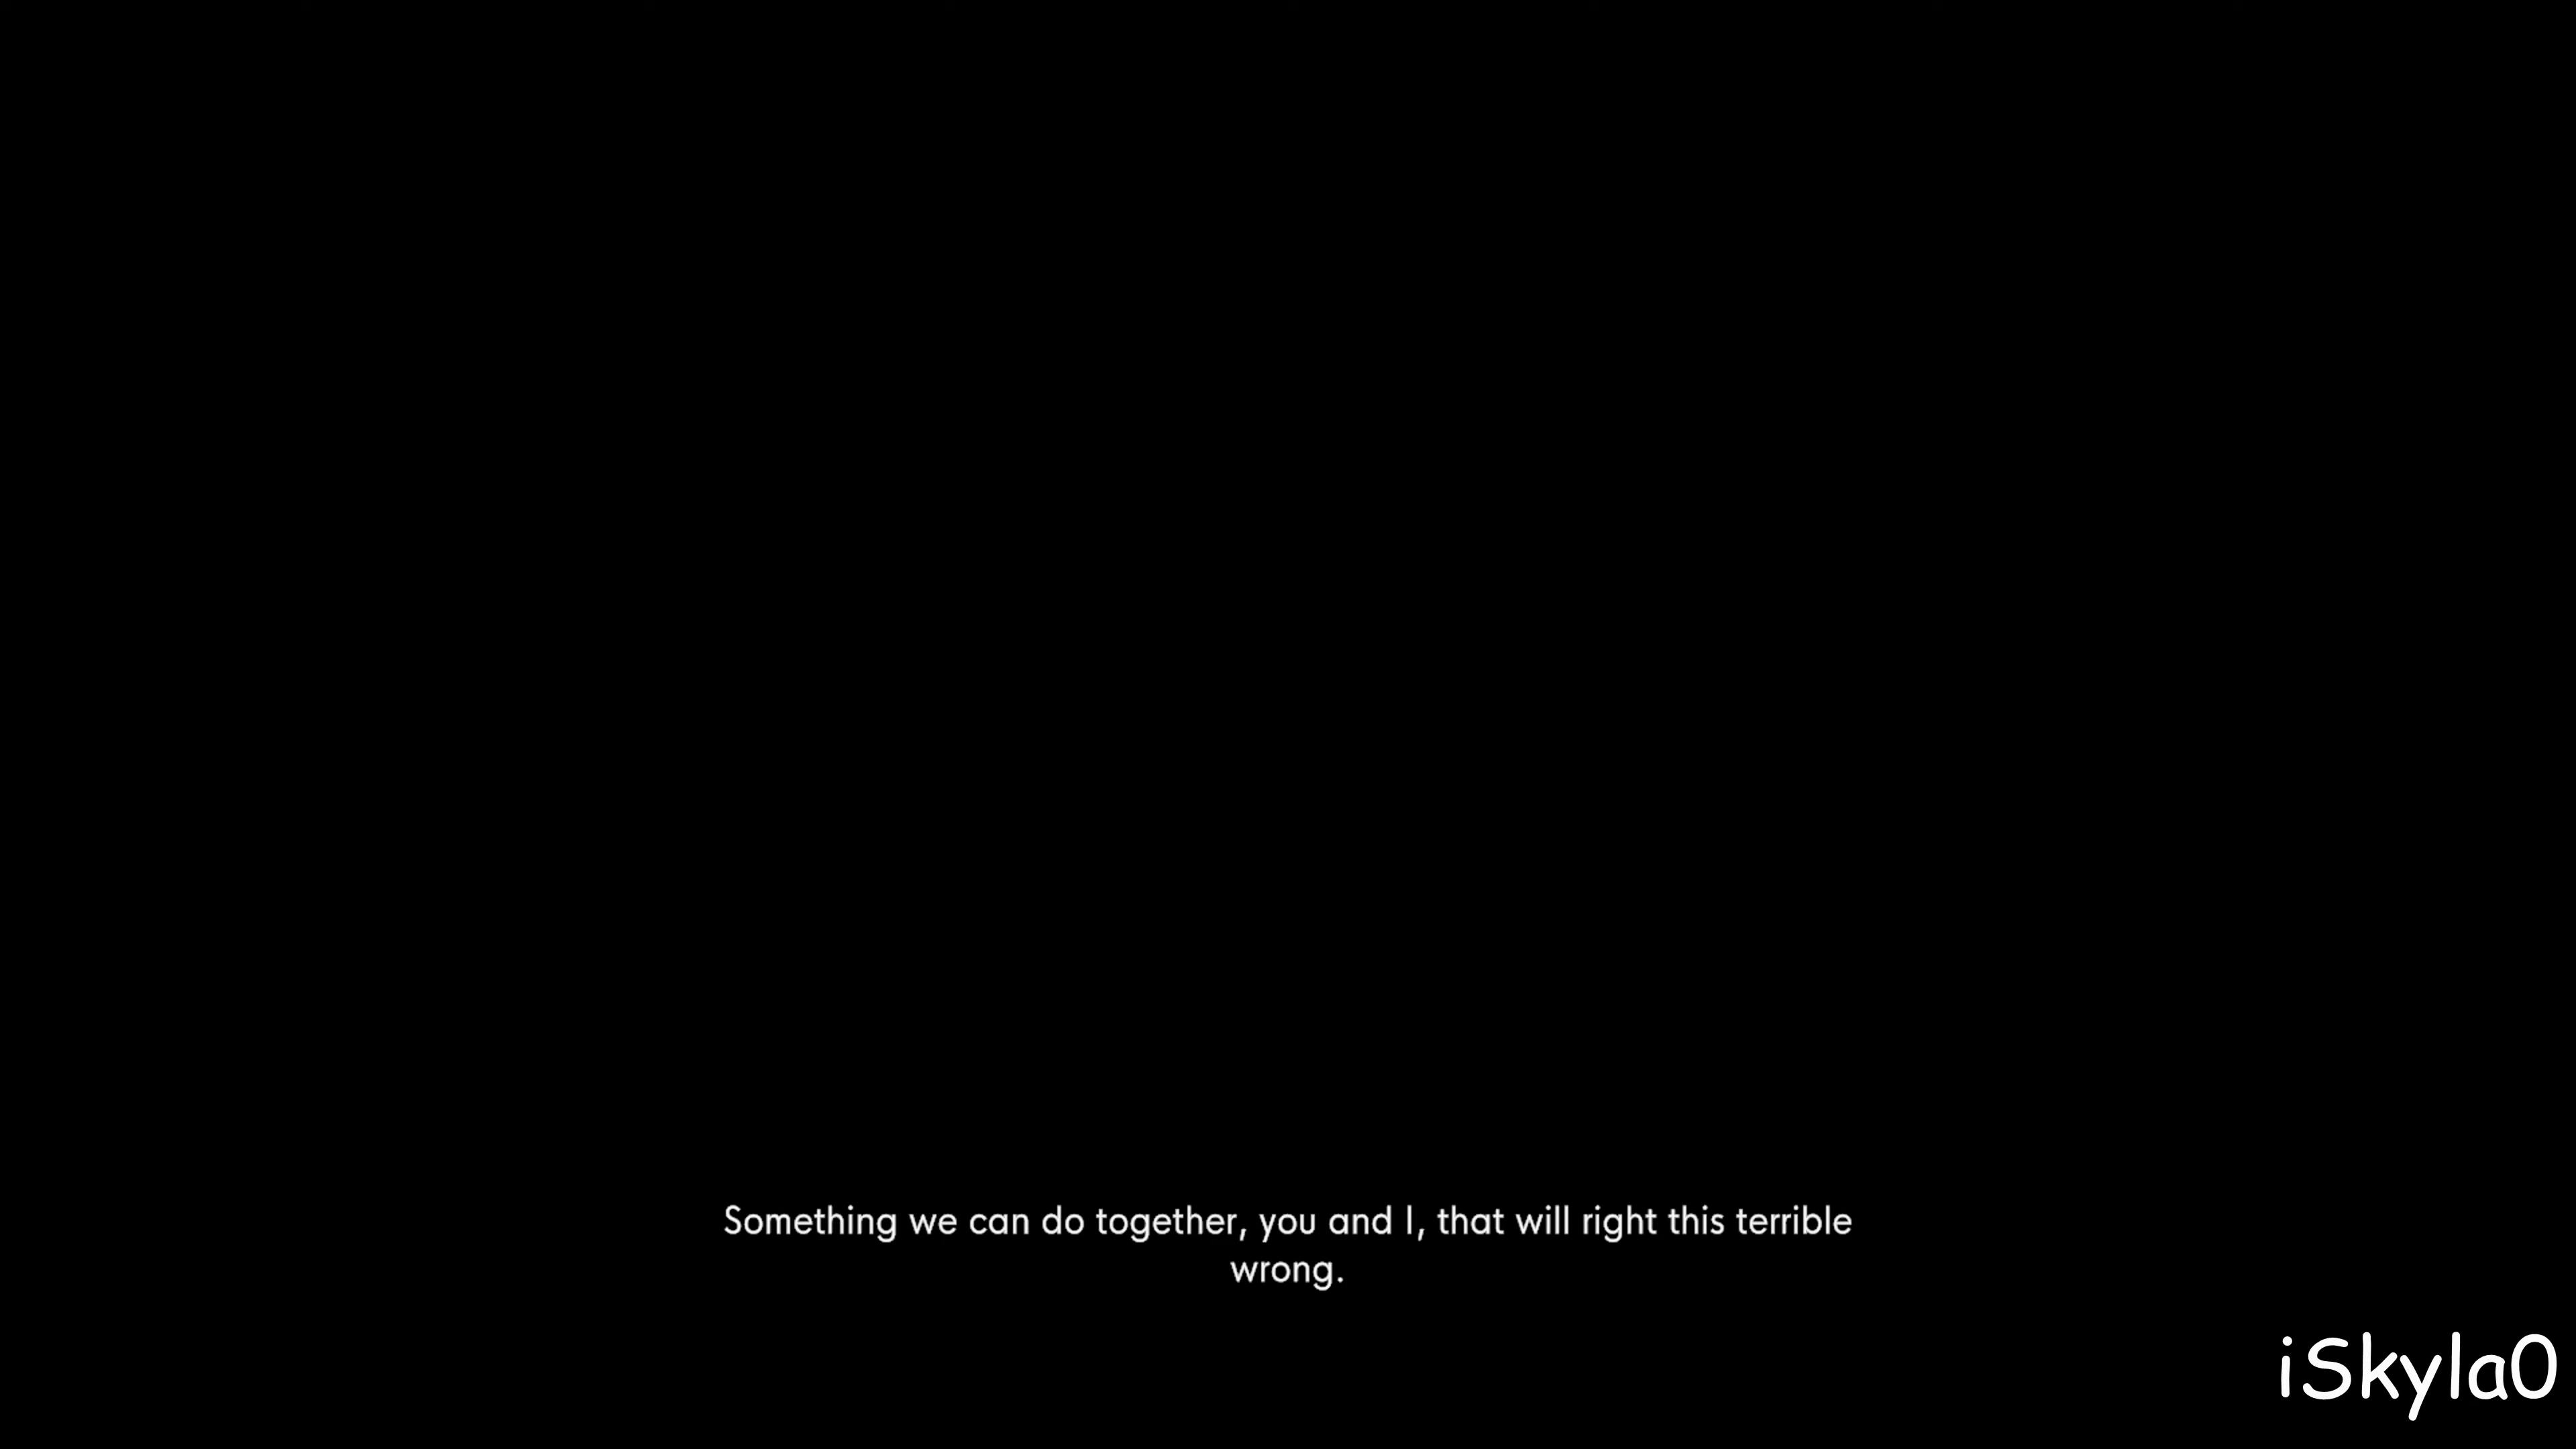 Something we can do together, you and I, that will right this terrible
wrong.
iSkyla0